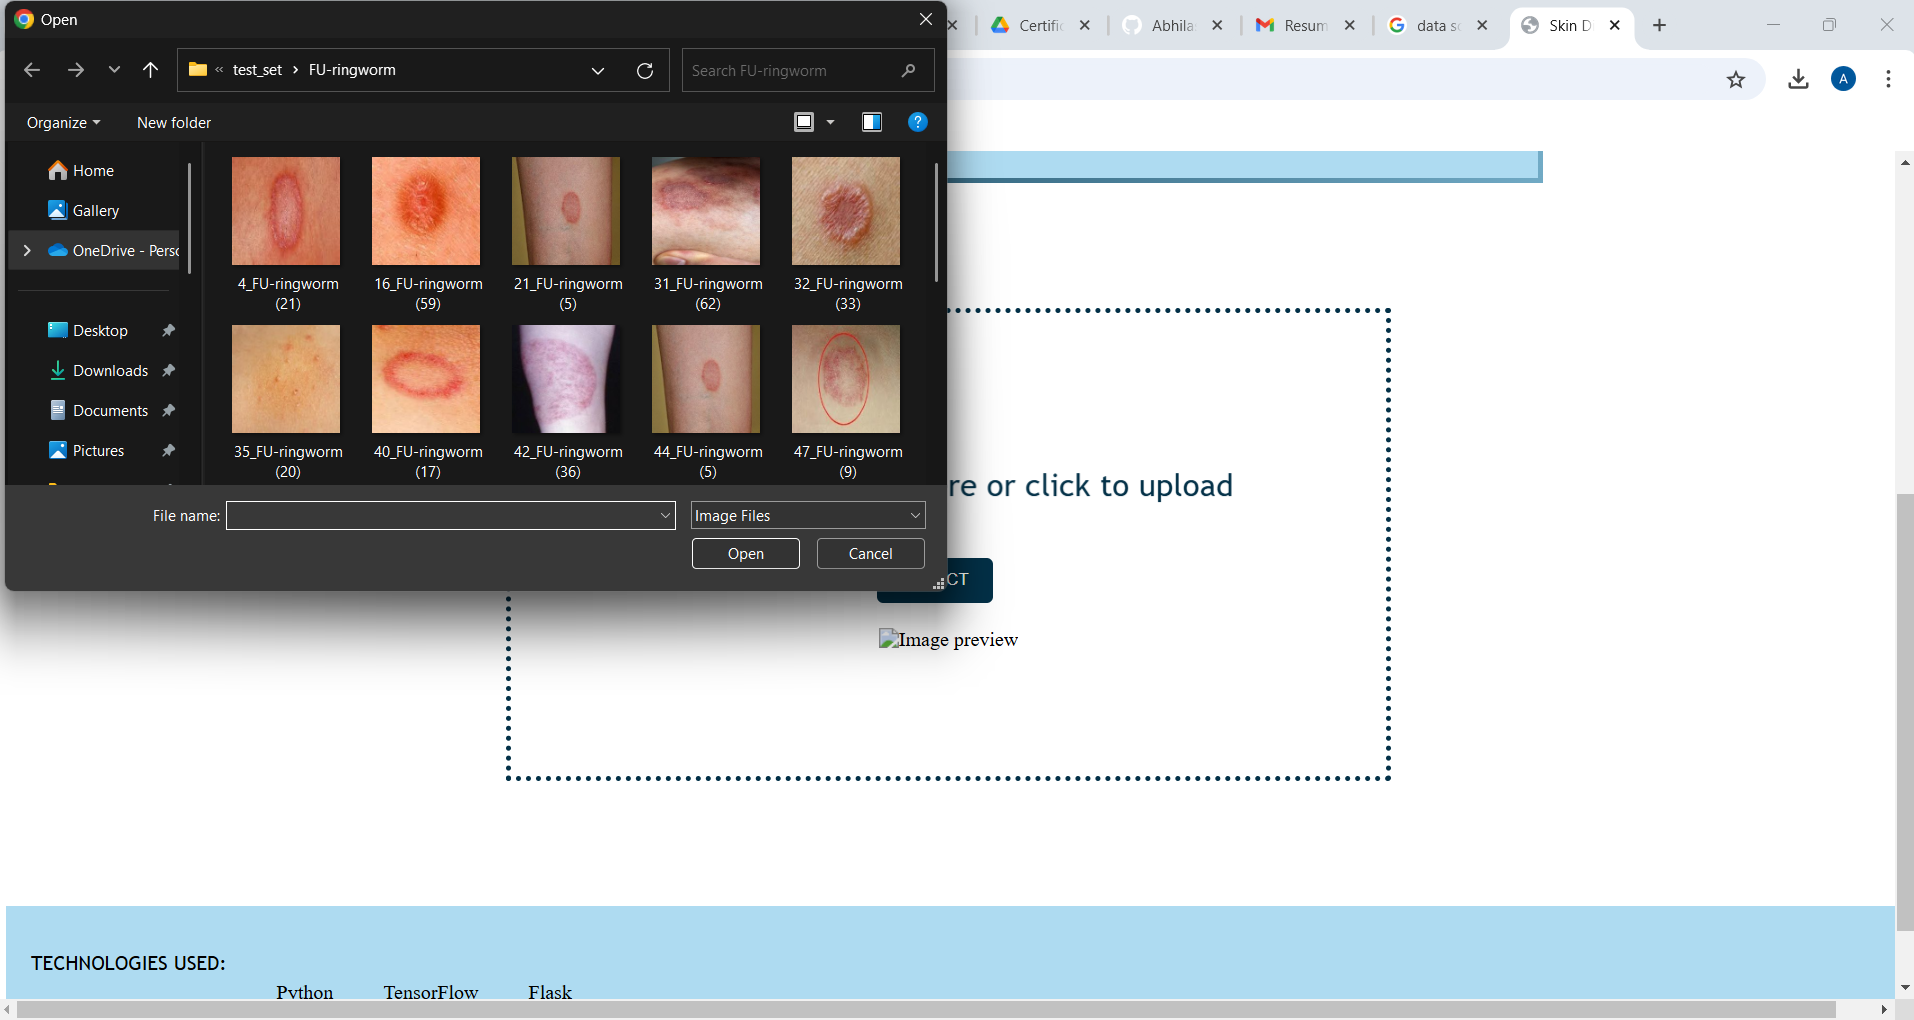 Open
Certific
Abhila
Resum
data sc
Skin D
test_set
FU-ringworm
Search FU-ringworm
A
Organize
New folder
Home
Gallery
OneDrive - Perso
Desktop
Downloads
Documents
Pictures
4_FU-ringworm
(21)
16_FU-ringworm
(59)
21_FU-ringworm
(5)
31_FU-ringworm
(62)
32_FU-ringworm
(33)
35_FU-ringworm
(20)
40_FU-ringworm
(17)
42_FU-ringworm
(36)
44_FU-ringworm
(5)
47_FU-ringworm
(9)
File name:
Image Files
Open
Cancel
re or click to upload
CT
Image preview
TECHNOLOGIES USED:
Python
TensorFlow
Flask